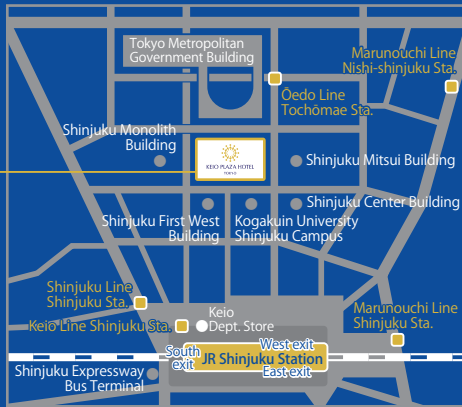 Tokyo Metropolitan
Government Building
Marunouchi Line
Nishi-shinjuku Sta.
Ōedo Line
Tochōmae Sta.
Shinjuku Monolith
Building
KEIO PLAZA HOTEL
TOKYO
Shinjuku Mitsui Building
Shinjuku Center Building
Shinjuku First West
Building
Kogakuin University
Shinjuku Campus
Shinjuku Line
Shinjuku Sta.
Keio Line Shinjuku Sta.
Keio
Dept. Store
Marunouchi Line
Shinjuku Sta.
West exit
South
exit
JR Shinjuku Station
East exit
Shinjuku Expressway
Bus Terminal